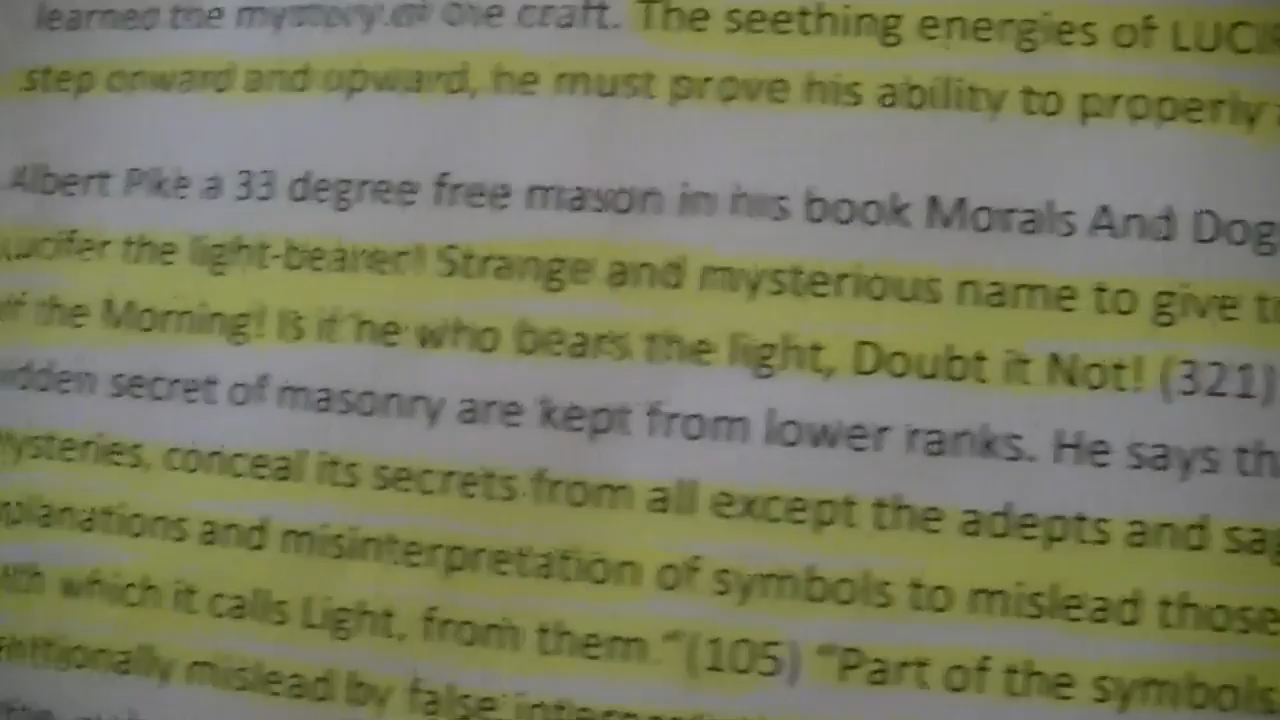 learned the mystery of the craft. The seething energies of LUCI
step onward and upward, he must prove his ability to properly
Albert Pike a 33 degree free mason in his book Morals And Dog
Lucifer the light-bearer! Strange and mysterious name to give
of the Morning! Is it he who bears the light, Doubt it Not! (321)
secret of masonry are kept from lower ranks. He says th
conceal its secrets from all except the adepts and sag
and misinterpretation of symbols to mislead those
which it calls Light, from them."(105) "Part of the symbols
mislead by false